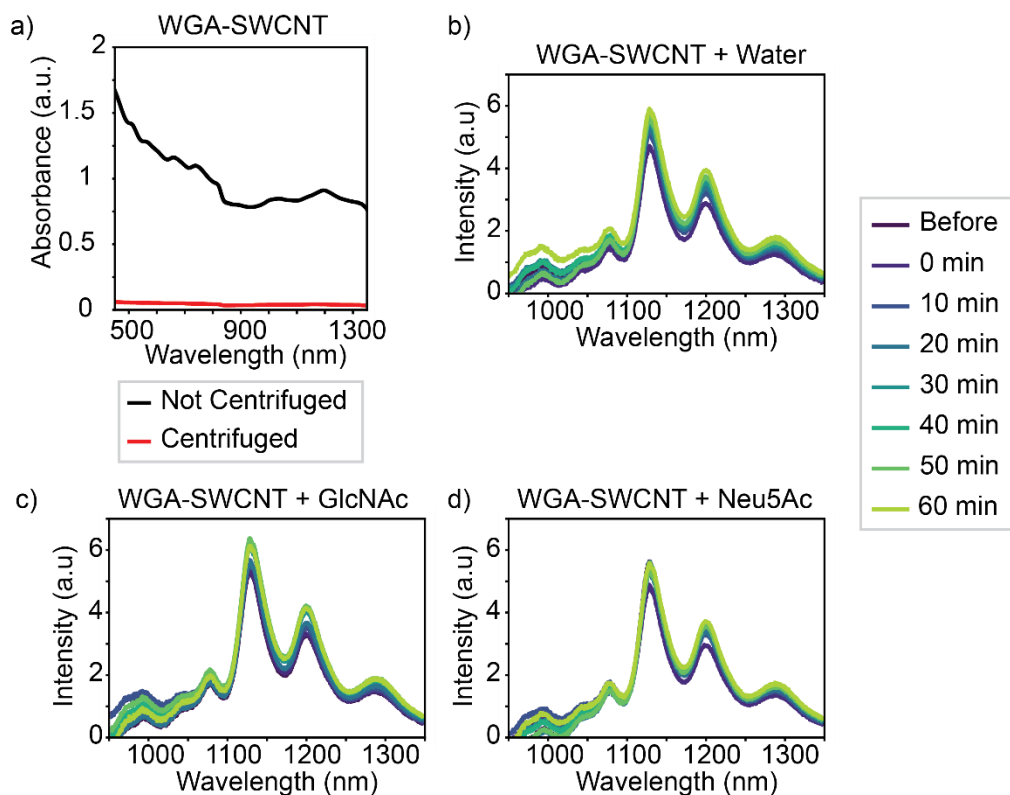 a)
WGA-SWCNT
2
1.5
1
0.5
0
Absorbance (a.u.)
500
900
1300
Wavelength (nm)
Not Centrifuged
Centrifuged
b)
WGA-SWCNT + Water
6
4
2
0
Intensity (a.u)
1000
1100
1200
1300
Wavelength (nm)
Before
0 min
10 min
20 min
30 min
40 min
50 min
60 min
c)
WGA-SWCNT + GlcNAc
6
4
2
0
Intensity (a.u)
1000
1100
1200
1300
Wavelength (nm)
d)
WGA-SWCNT + Neu5Ac
6
4
2
0
Intensity (a.u)
1000
1100
1200
1300
Wavelength (nm)